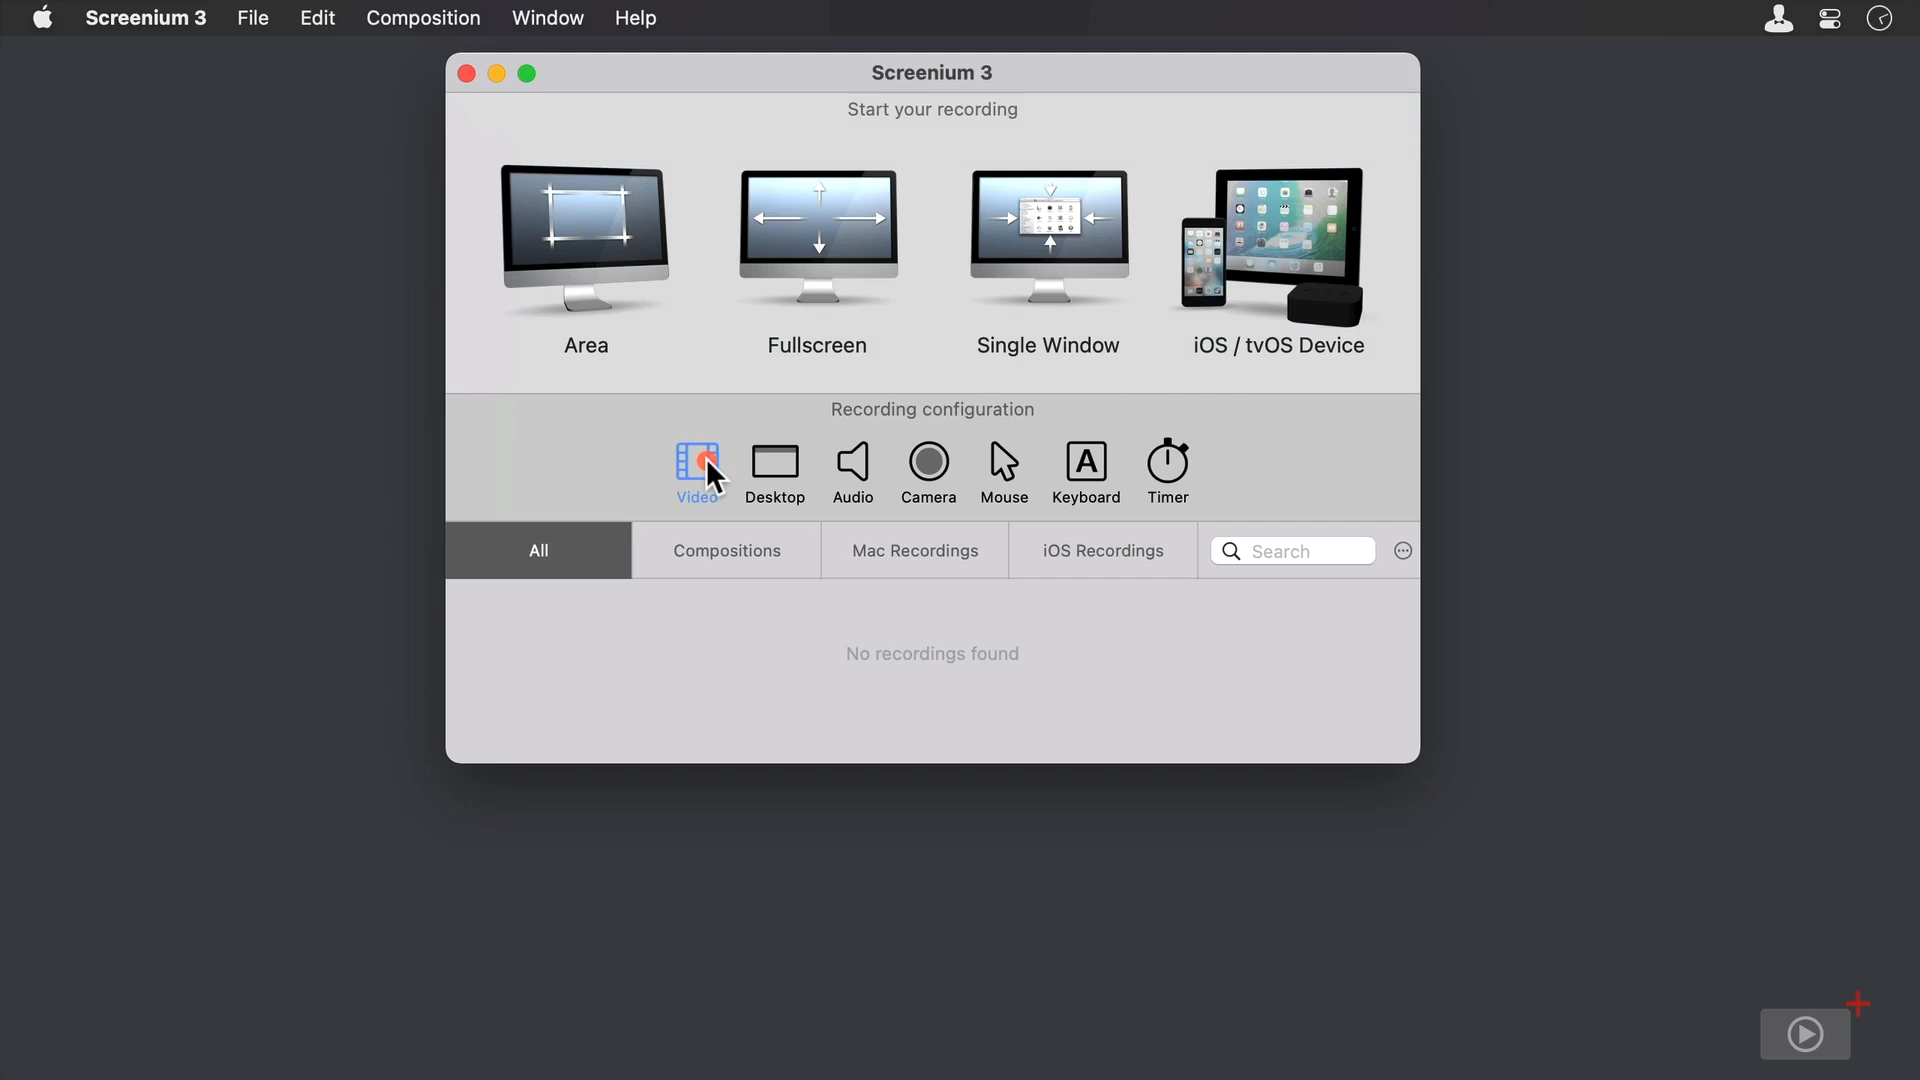 Screenium 3 File Edit Composition Window Help
Screenium 3
Start your recording
Area Fullscreen Single Window iOS / tvOS Device
Recording configuration
A
Video Desktop Audio Camera Mouse Keyboard Timer
All Compositions Mac Recordings iOS Recordings Search
No recordings found